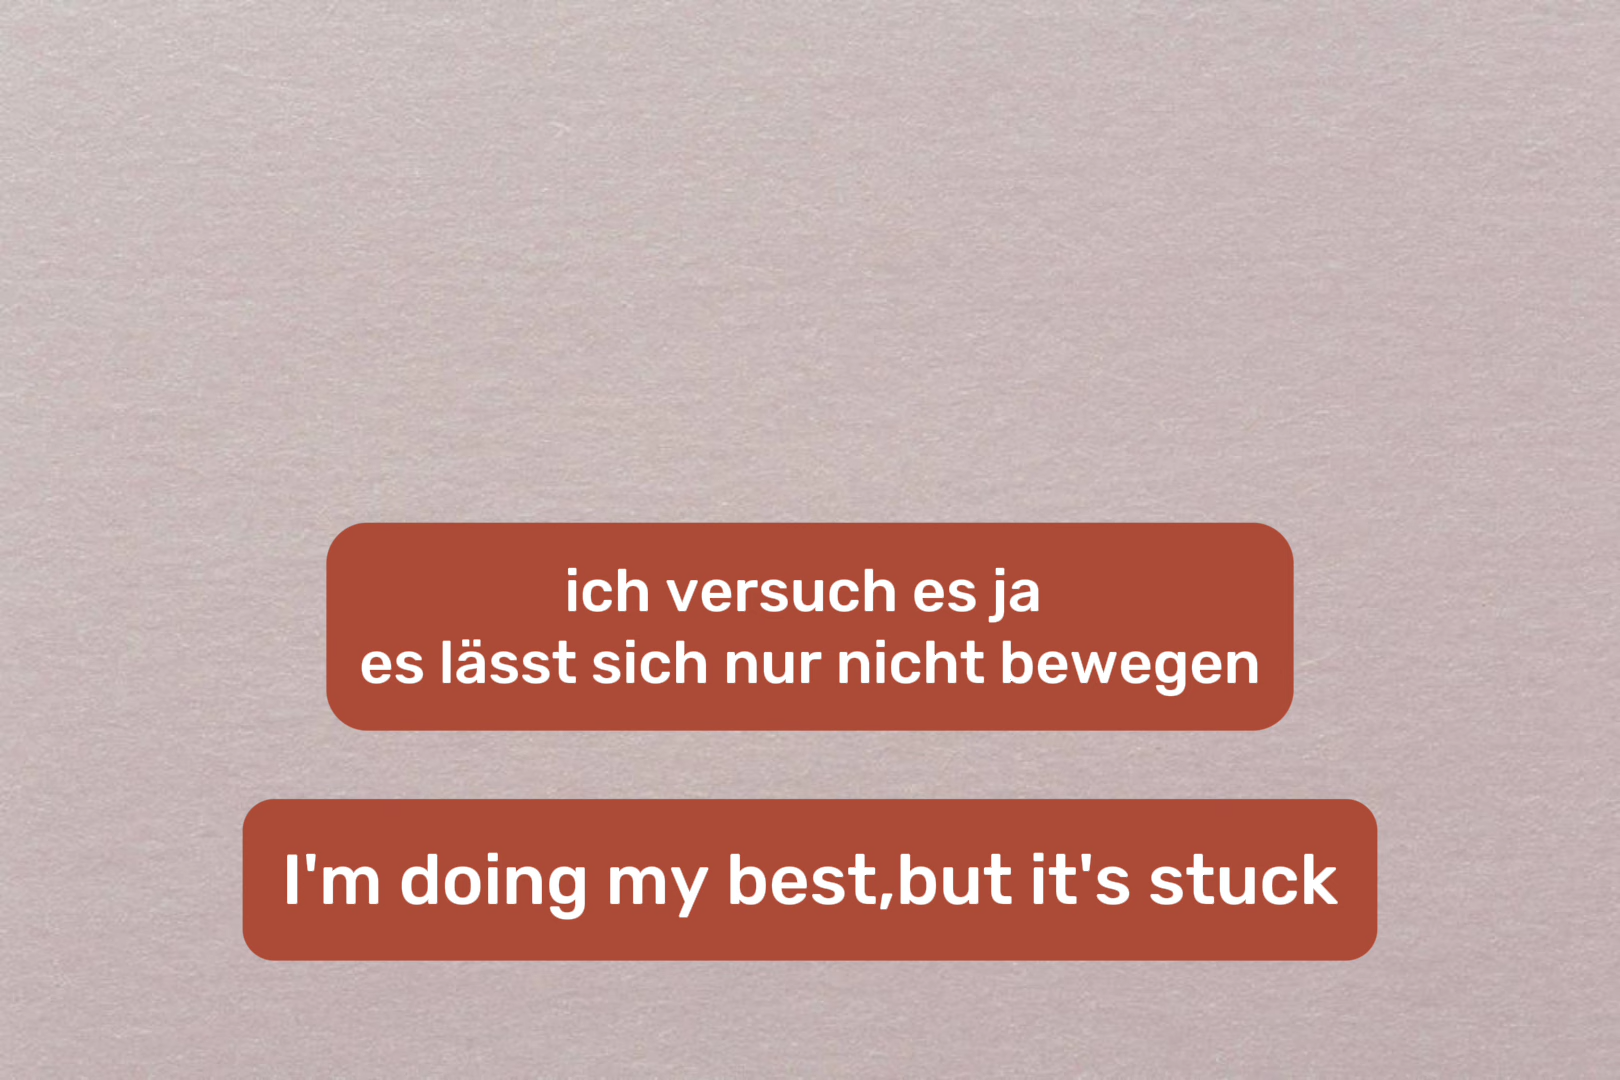 ich versuch es ja
es lässt sich nur nicht bewegen
I'm doing my best,but it's stuck